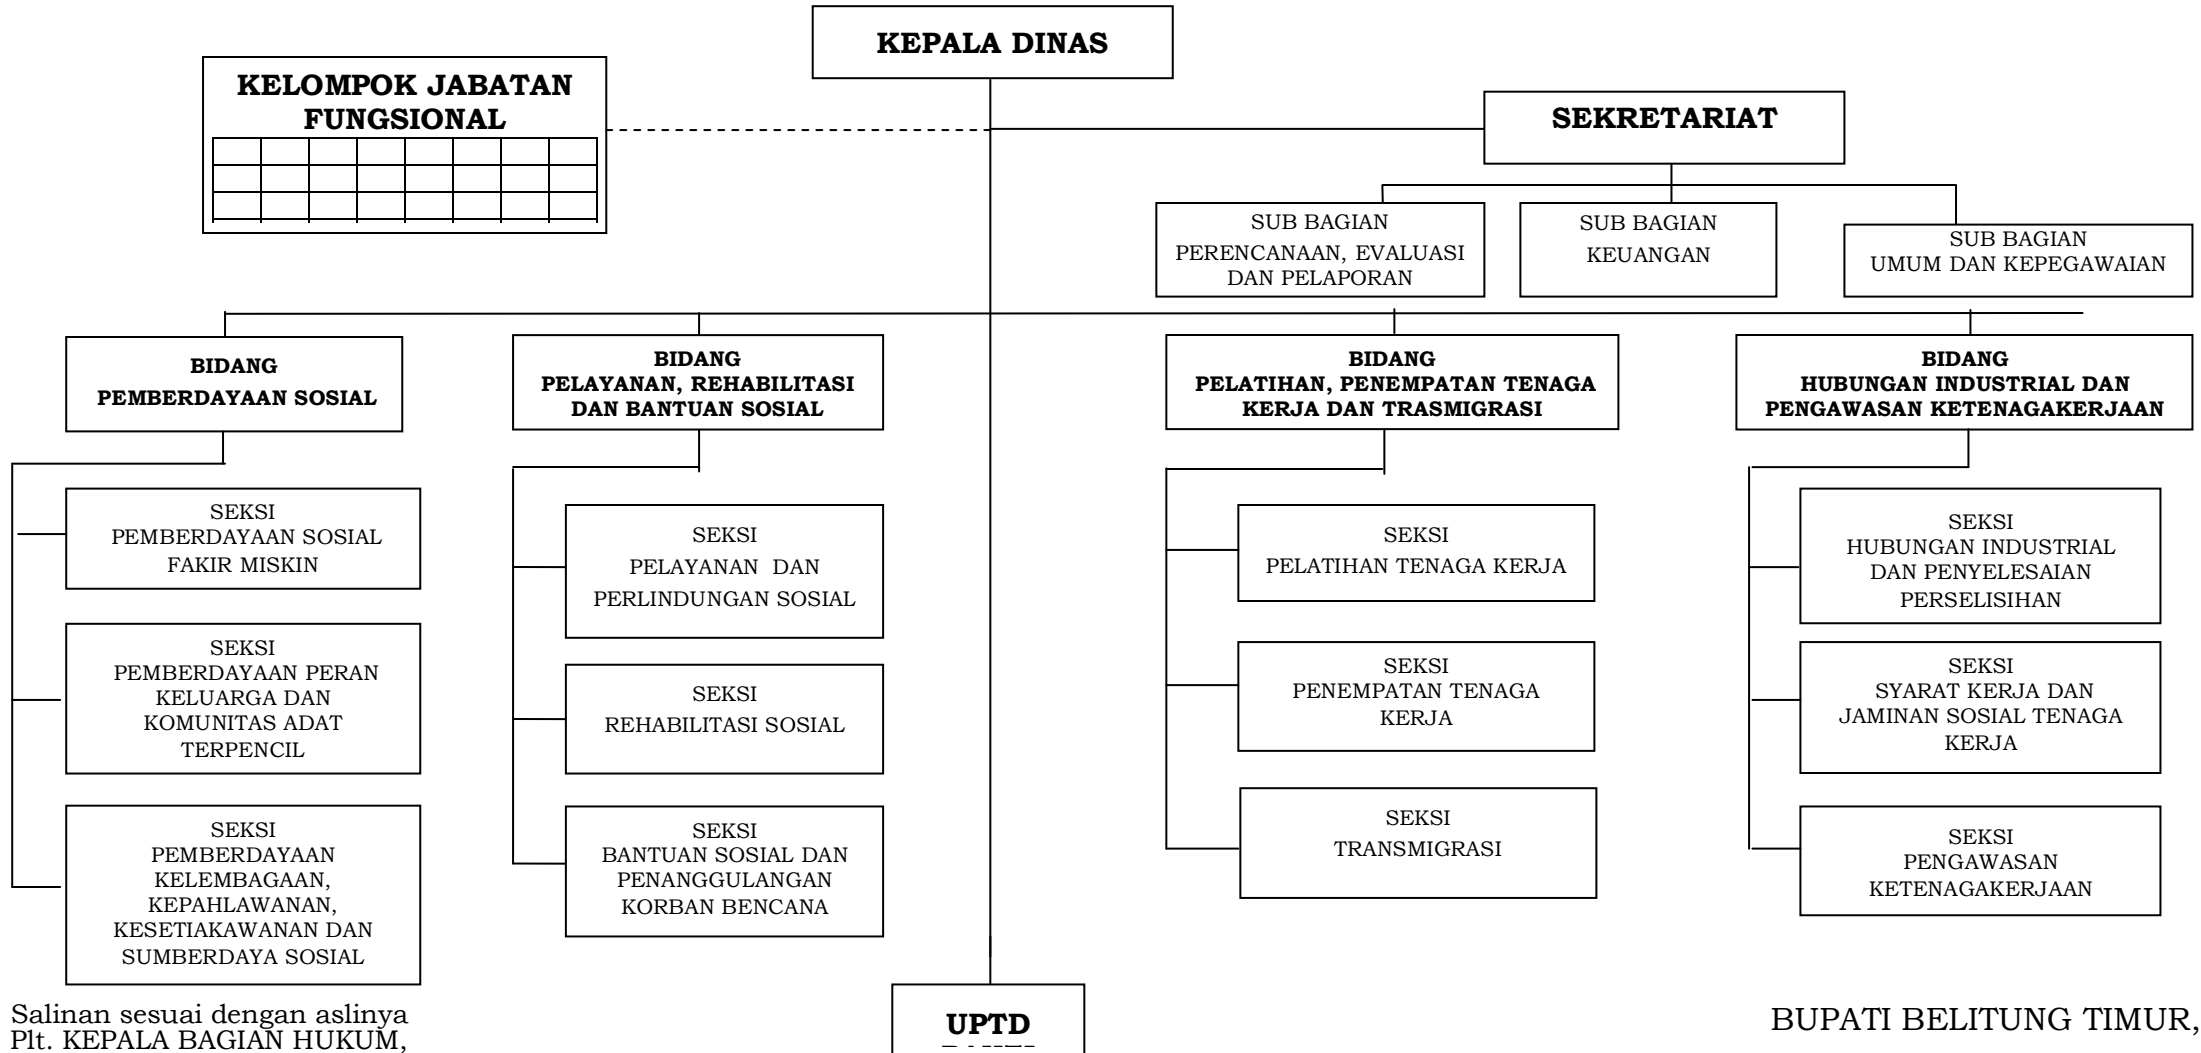 KEPALA DINAS
KELOMPOK JABATAN
FUNGSIONAL
SEKRETARIAT
SUB BAGIAN
PERENCANAAN, EVALUASI
DAN PELAPORAN
SUB BAGIAN
KEUANGAN
SUB BAGIAN
UMUM DAN KEPEGAWAIAN
BIDANG
PEMBERDAYAAN SOSIAL
BIDANG
PELAYANAN, REHABILITASI
DAN BANTUAN SOSIAL
BIDANG
PELATIHAN, PENEMPATAN TENAGA
KERJA DAN TRASMIGRASI
BIDANG
HUBUNGAN INDUSTRIAL DAN
PENGAWASAN KETENAGAKERJAAN
SEKSI
PEMBERDAYAAN SOSIAL
FAKIR MISKIN
SEKSI
PEMBERDAYAAN PERAN
KELUARGA DAN
KOMUNITAS ADAT
TERPENCIL
SEKSI
PEMBERDAYAAN
KELEMBAGAAN,
KEPAHLAWANAN,
KESETIAKAWANAN DAN
SUMBERDAYA SOSIAL
SEKSI
PELAYANAN DAN
PERLINDUNGAN SOSIAL
SEKSI
REHABILITASI SOSIAL
SEKSI
BANTUAN SOSIAL DAN
PENANGGULANGAN
KORBAN BENCANA
SEKSI
PELATIHAN TENAGA KERJA
SEKSI
PENEMPATAN TENAGA
KERJA
SEKSI
TRANSMIGRASI
SEKSI
HUBUNGAN INDUSTRIAL
DAN PENYELESAIAN
PERSELISIHAN
SEKSI
SYARAT KERJA DAN
JAMINAN SOSIAL TENAGA
KERJA
SEKSI
PENGAWASAN
KETENAGAKERJAAN
Salinan sesuai dengan aslinya
Plt. KEPALA BAGIAN HUKUM,
UPTD
BUPATI BELITUNG TIMUR,